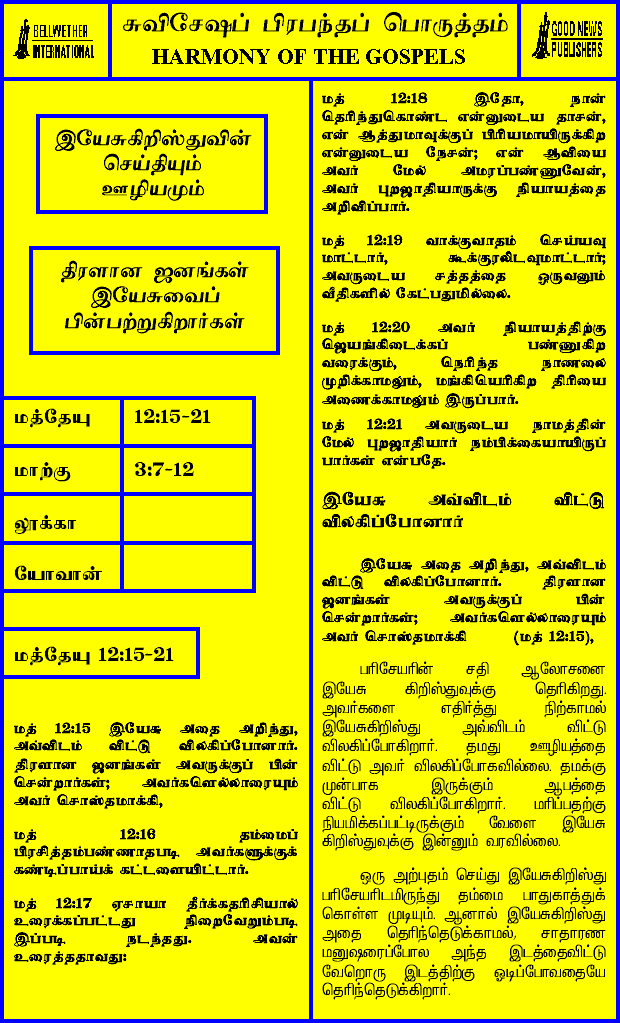 BELLWETHER
INTERNATIONAL
சுவிசேஷப் பிரபந்தப் பொருத்தம்
HARMONY OF THE GOSPELS
GOOD NEWS
PUBLISHERS
இயேசுகிறிஸ்துவின்
செய்தியும்
ஊழியமும்
திரளான ஜனங்கள்
இயேசுவைப்
பின்பற்றுகிறார்கள்
மத்தேயு 12:15-21
மாற்கு 3:7-12
லூக்கா
யோவான்
மத்தேயு 12:15-21
மத் 12:15 இயேசு அதை அறிந்து,
அவ்விடம் விட்டு விலகிப்போனார்.
திரளான ஜனங்கள் அவருக்குப் பின்
சென்றார்கள்; அவர்களெல்லாரையும்
அவர் சொஸ்தமாக்கி,
மத் 12:16 தம்மைப்
பிரசித்தம்பண்ணாதபடி அவர்களுக்குக்
கண்டிப்பாய்க் கட்டளையிட்டார்.
மத் 12:17 ஏசாயா தீர்க்கதரிசியால்
உரைக்கப்பட்டது நிறைவேறும்படி
இப்படி நடந்தது. அவன்
உரைத்ததாவது:
மத் 12:18 இதோ, நான்
தெரிந்துகொண்ட என்னுடைய தாசன்,
என் ஆத்துமாவுக்குப் பிரியமாயிருக்கிற
என்னுடைய நேசன்; என் ஆவியை
அவர் மேல் அமரப்பண்ணுவேன்,
அவர் புறஜாதியாருக்கு நியாயத்தை
அறிவிப்பார்.
மத் 12:19 வாக்குவாதம் செய்யவு
மாட்டார், கூக்குரலிடவுமாட்டார்;
அவருடைய சத்தத்தை ஒருவனும்
வீதிகளில் கேட்பதுமில்லை.
மத் 12:20 அவர் நியாயத்திற்கு
ஜெயங்கிடைக்கப் பண்ணுகிற
வரைக்கும், நெரிந்த நாணலை
முறிக்காமலும், மங்கியெரிகிற திரியை
அணைக்காமலும் இருப்பார்.
மத் 12:21 அவருடைய நாமத்தின்
மேல் புறஜாதியார் நம்பிக்கையாயிருப்
பார்கள் என்பதே.
இயேசு அவ்விடம் விட்டு
விலகிப்போனார்
இயேசு அதை அறிந்து, அவ்விடம்
விட்டு விலகிப்போனார். திரளான
ஜனங்கள் அவருக்குப் பின்
சென்றார்கள்; அவர்களெல்லாரையும்
அவர் சொஸ்தமாக்கி (மத் 12:15),
பரிசேயரின் சதி ஆலோசனை
இயேசு கிறிஸ்துவுக்கு தெரிகிறது.
அவர்களை எதிர்த்து நிற்காமல்
இயேசுகிறிஸ்து அவ்விடம் விட்டு
விலகிப்போகிறார். தமது ஊழியத்தை
விட்டு அவர் விலகிப்போகவில்லை. தமக்கு
முன்பாக இருக்கும் ஆபத்தை
விட்டு விலகிப்போகிறார். மரிப்பதற்கு
நியமிக்கப்பட்டிருக்கும் வேளை இயேசு
கிறிஸ்துவுக்கு இன்னும் வரவில்லை.
ஒரு அற்புதம் செய்து இயேசுகிறிஸ்து
பரிசேயரிடமிருந்து தம்மை பாதுகாத்துக்
கொள்ள முடியும். ஆனால் இயேசுகிறிஸ்து
அதை தெரிந்தெடுக்காமல், சாதாரண
மனுஷரைப்போல அந்த இடத்தைவிட்டு
வேறொரு இடத்திற்கு ஓடிப்போவதையே
தெரிந்தெடுக்கிறார்.